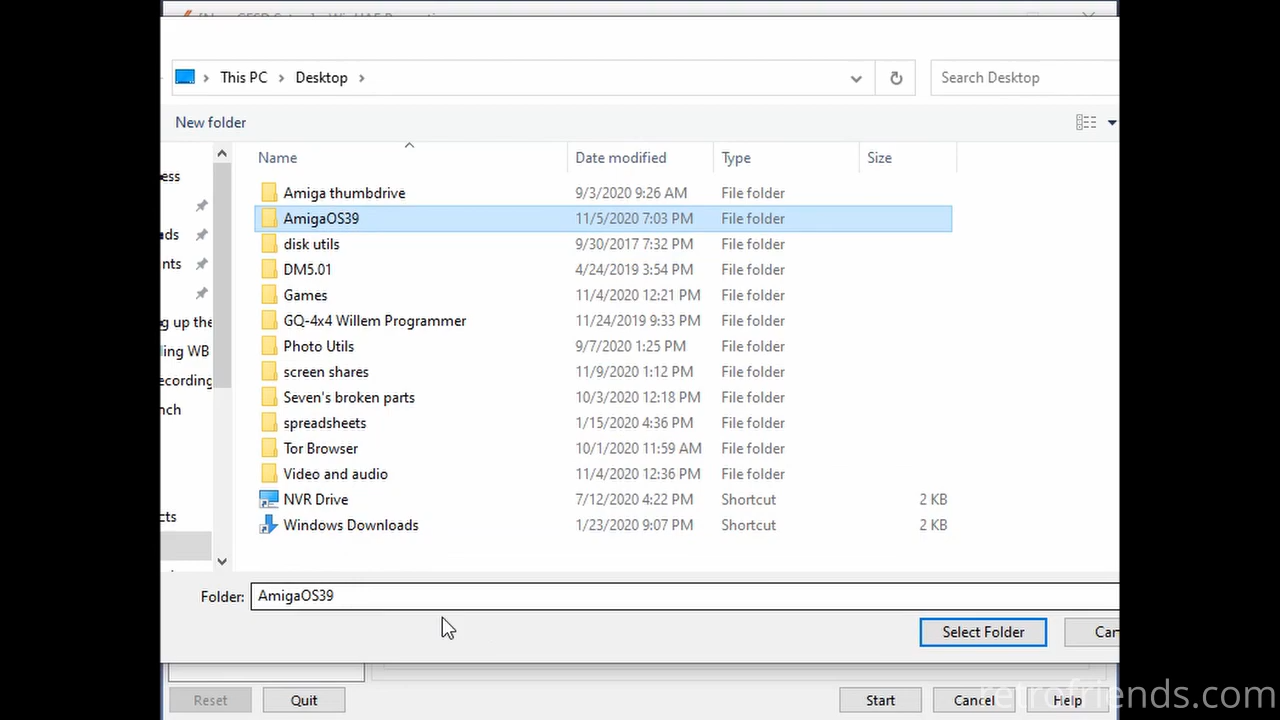 This PC > Desktop >
Search Desktop
New folder
Name Date modified Type Size
ess
Amiga thumbdrive 9/3/2020 9:26 AM File folder
AmigaOS39 11/5/2020 7:03 PM File folder
ds
disk utils 9/30/2017 7:32 PM File folder
nts
DM5.01 4/24/2019 3:54 PM File folder
Games 11/4/2020 12:21 PM File folder
g up the
GQ-4x4 Willem Programmer 11/24/2019 9:33 PM File folder
ling WB
Photo Utils 9/7/2020 1:25 PM File folder
ecording
screen shares 11/9/2020 1:12 PM File folder
nch
Seven's broken parts 10/3/2020 12:18 PM File folder
spreadsheets 1/15/2020 4:36 PM File folder
Tor Browser 10/1/2020 11:59 AM File folder
Video and audio 11/4/2020 12:36 PM File folder
NVR Drive 7/12/2020 4:22 PM Shortcut 2 KB
cts
Windows Downloads 1/23/2020 9:07 PM Shortcut 2 KB
Folder: AmigaOS39
Select Folder Can
Reset Quit Start Cancel Help
retrofriends.com